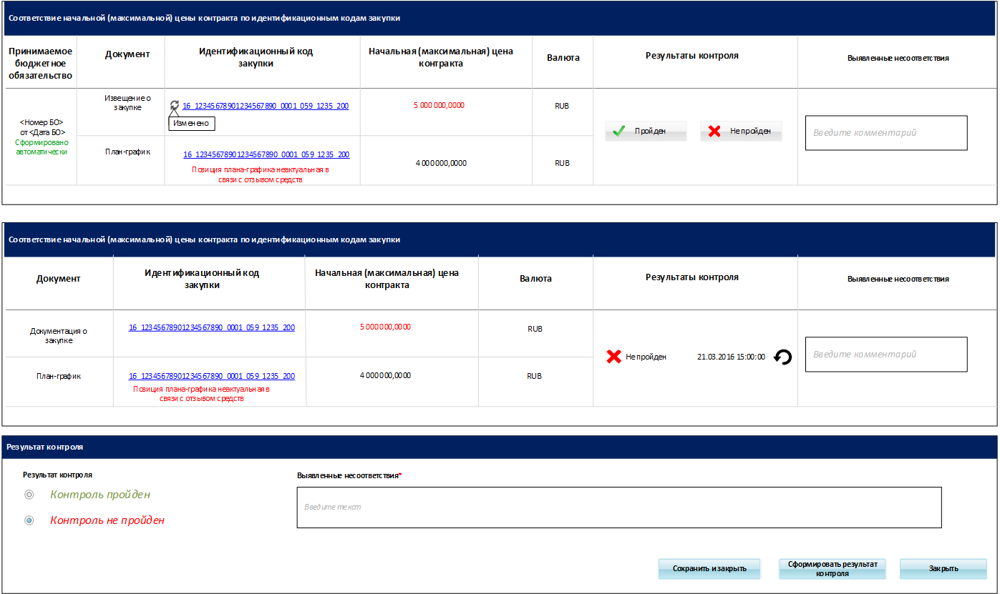 Соответствие начальной (максимальной) цены контракта по идентификационным кодам закупки
Принимаемое
бюджетное
обязательство
Документ
Идентификационный код
закупки
Начальная (максимальная) цена
контракта
Валюта
Результаты контроля
Выявленные несоответствия
<Номер БО>
от <Дата БО>
Сформировано
автоматически
Извещение о
закупке
16_12345678901234567890_0001_059_1235_200
Изменено
5 000 000,0000
RUB
План-график
16_12345678901234567890_0001_059_1235_200
Позиция плана-графика неактуальная в
связи с отзывом средств
4 000 000,0000
RUB
Пройден
Не пройден
Введите комментарий
Соответствие начальной (максимальной) цены контракта по идентификационным кодам закупки
Документ
Идентификационный код
закупки
Начальная (максимальная) цена
контракта
Валюта
Результаты контроля
Выявленные несоответствия
Документация о
закупке
16_12345678901234567890_0001_059_1235_200
5 000 000,0000
RUB
План-график
16_12345678901234567890_0001_059_1235_200
Позиция плана-графика неактуальная в
связи с отзывом средств
4 000 000,0000
RUB
Не пройден
21.03.2016 15:00:00
Введите комментарий
Результат контроля
Результат контроля
Контроль пройден
Контроль не пройден
Выявленные несоответствия*
Введите текст
Сохранить и закрыть
Сформировать результат
контроля
Закрыть